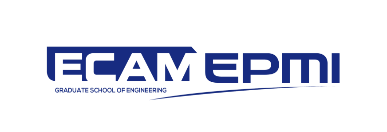 ECAM EPMI
GRADUATE SCHOOL OF ENGINEERING